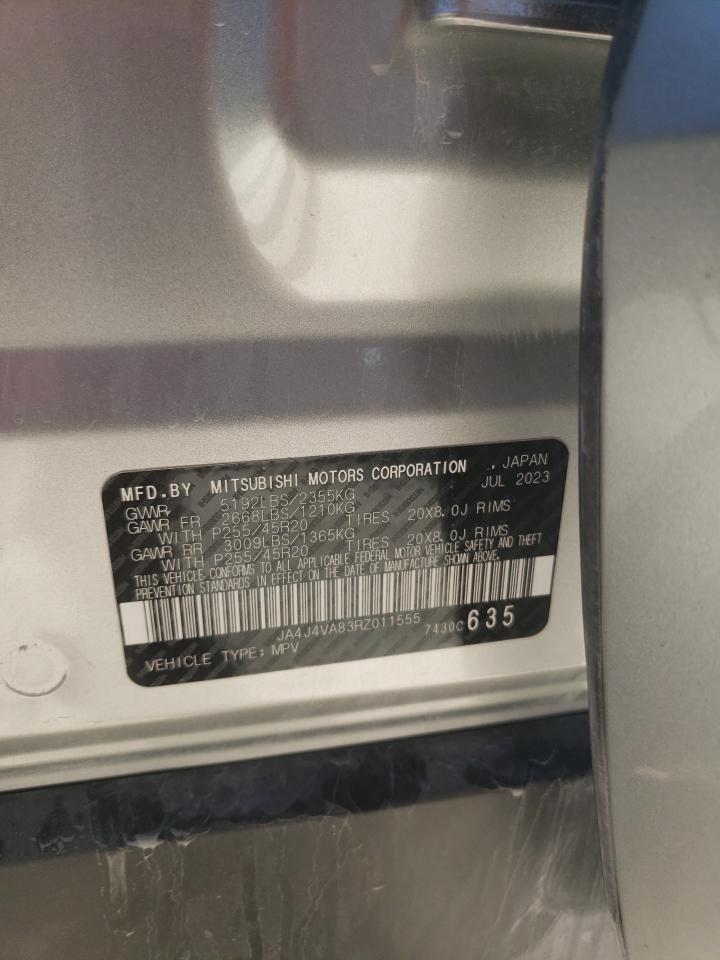 MFD.BY MITSUBISHI MOTORS CORPORATION JAPAN
GVWR 5192LBS/2355KG JUL 2023
GAWR FR 2668LBS/1210KG
WITH P255/45R20 TIRES 20X8.0J RIMS
GAWR RR 3009LBS/1365KG
WITH P255/45R20 TIRES 20X8.0J RIMS
THIS VEHICLE CONFORMS TO ALL APPLICABLE FEDERAL MOTOR VEHICLE SAFETY AND THEFT
PREVENTION STANDARDS IN EFFECT ON THE DATE OF MANUFACTURE SHOWN ABOVE.
JA4J4VA83RZ011555 7430C 635
VEHICLE TYPE: MPV